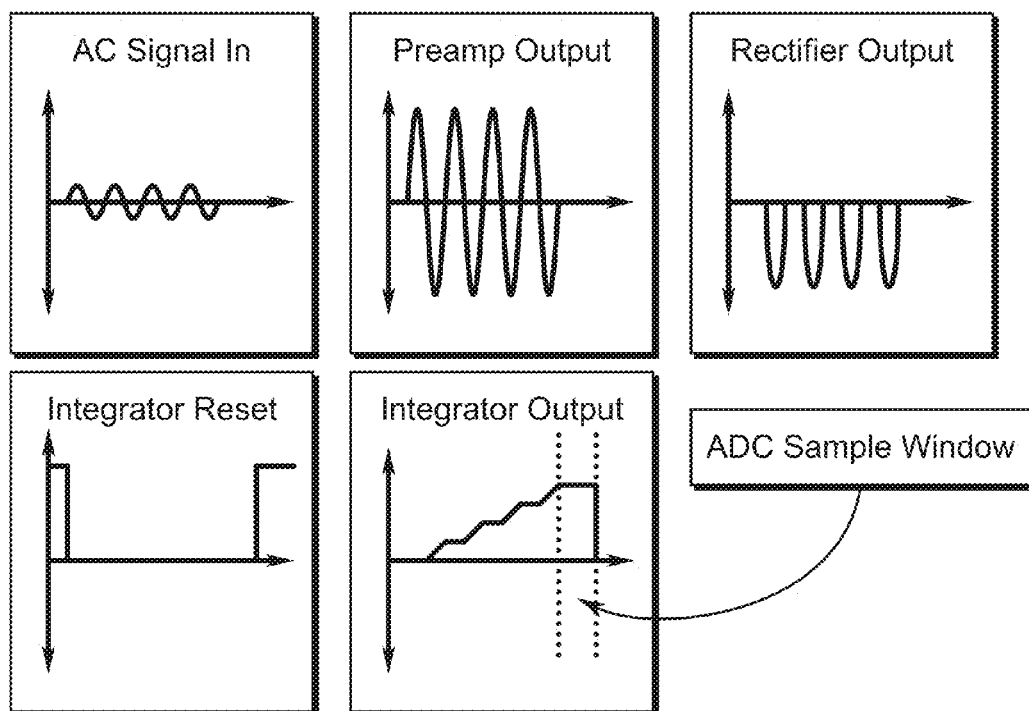 AC Signal In
Preamp Output
Rectifier Output
Integrator Reset
Integrator Output
ADC Sample Window